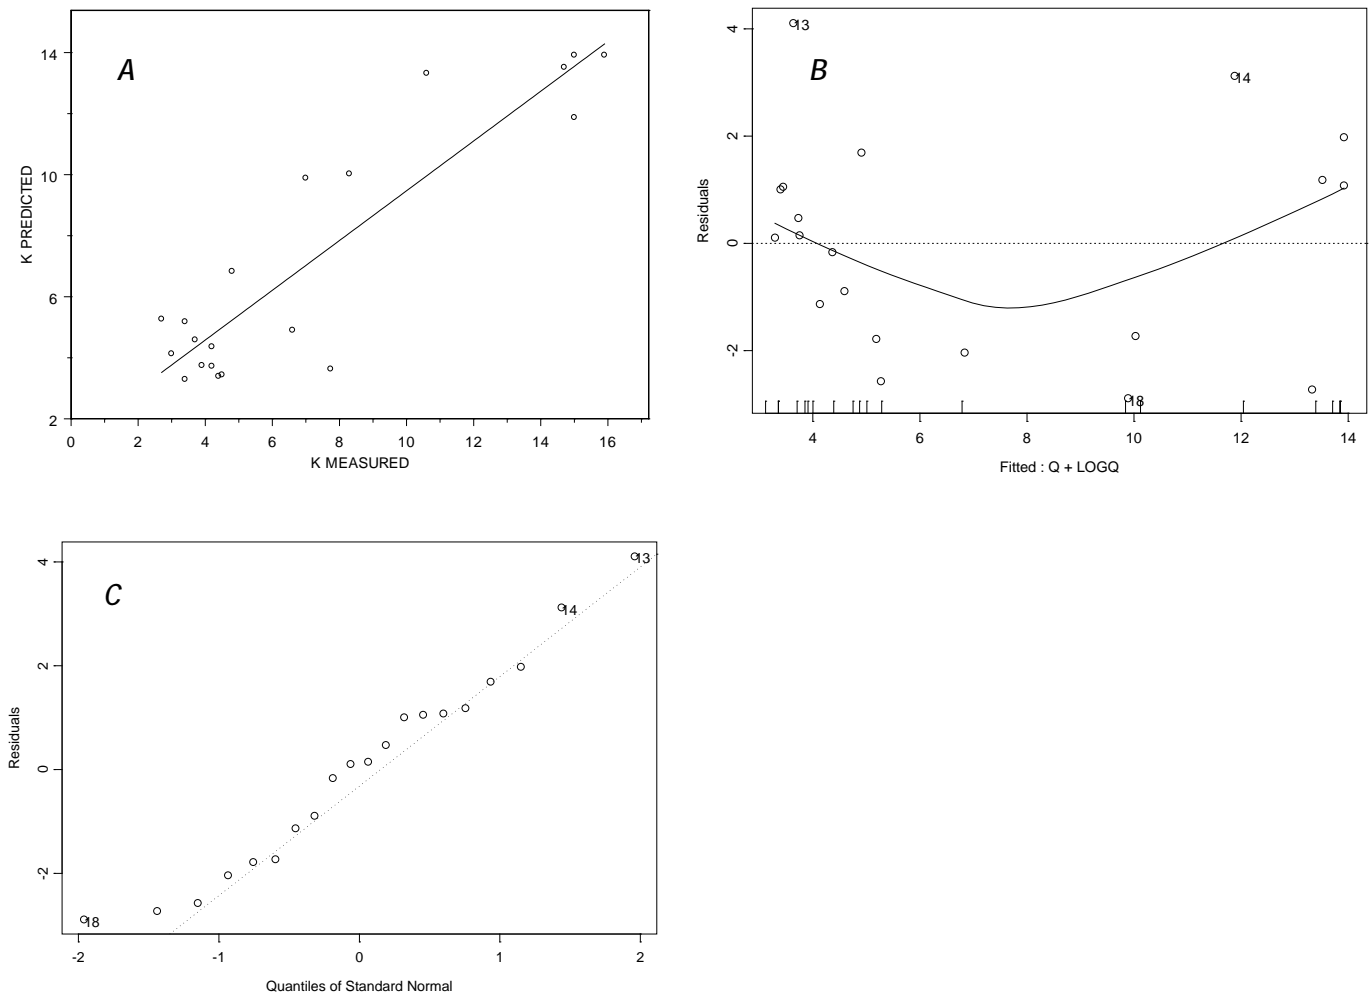 A
K PREDICTED
14
10
6
2
0 2 4 6 8 10 12 14 16
K MEASURED
B
Residuals
4
2
0
-2
13
14
18
4 6 8 10 12 14
Fitted : Q + LOGQ
C
Residuals
4
2
0
-2
13
14
18
-2 -1 0 1 2
Quantiles of Standard Normal